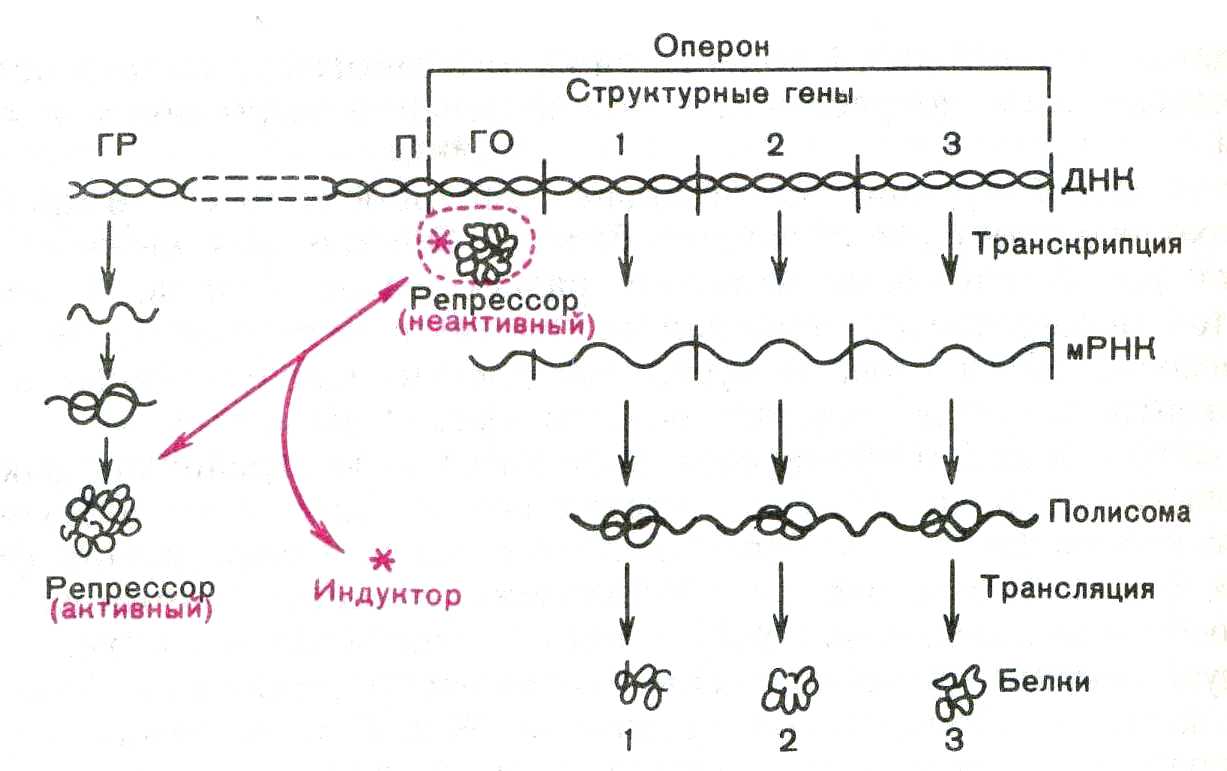 Оперон
Структурные гены
ГР П ГО 1 2 3
ДНК
Транскрипция
Репрессор
(неактивный)
мРНК
Полисома
Репрессор
(активный)
Индуктор
Трансляция
Белки
1 2 3